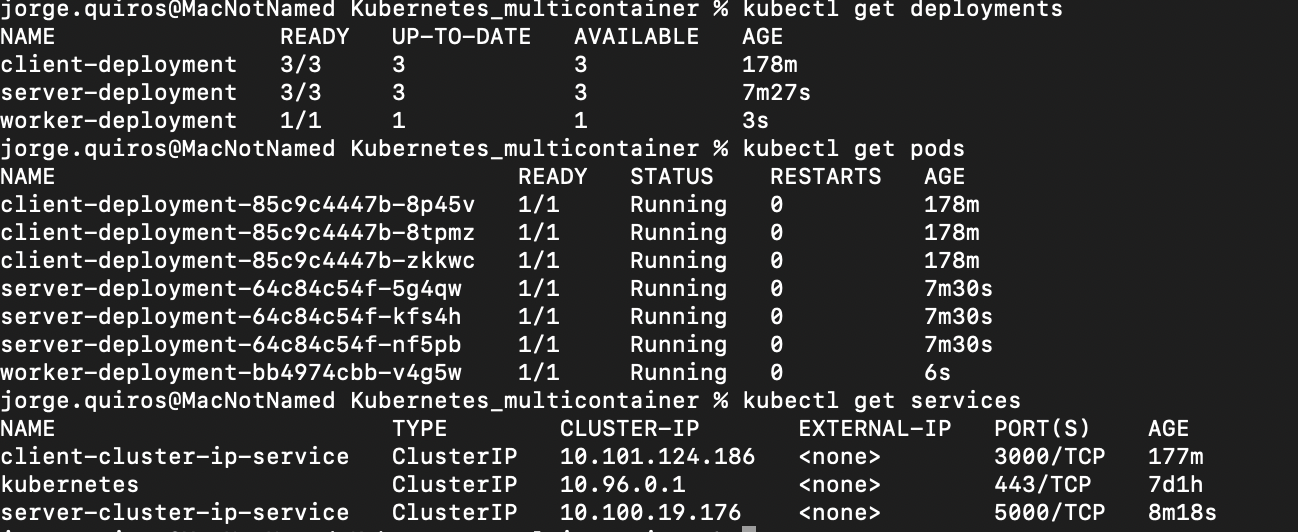 jorge.quiros@MacNotNamed Kubernetes_multicontainer % kubectl get deployments
NAME READY UP-TO-DATE AVAILABLE AGE
client-deployment 3/3 3 3 178m
server-deployment 3/3 3 3 7m27s
worker-deployment 1/1 1 1 3s
jorge.quiros@MacNotNamed Kubernetes_multicontainer % kubectl get pods
NAME READY STATUS RESTARTS AGE
client-deployment-85c9c4447b-8p45v 1/1 Running 0 178m
client-deployment-85c9c4447b-8tpmz 1/1 Running 0 178m
client-deployment-85c9c4447b-zkkwc 1/1 Running 0 178m
server-deployment-64c84c54f-5g4qw 1/1 Running 0 7m30s
server-deployment-64c84c54f-kfs4h 1/1 Running 0 7m30s
server-deployment-64c84c54f-nf5pb 1/1 Running 0 7m30s
worker-deployment-bb4974cbb-v4g5w 1/1 Running 0 6s
jorge.quiros@MacNotNamed Kubernetes_multicontainer % kubectl get services
NAME TYPE CLUSTER-IP EXTERNAL-IP PORT(S) AGE
client-cluster-ip-service ClusterIP 10.101.124.186 <none> 3000/TCP 177m
kubernetes ClusterIP 10.96.0.1 <none> 443/TCP 7d1h
server-cluster-ip-service ClusterIP 10.100.19.176 <none> 5000/TCP 8m18s